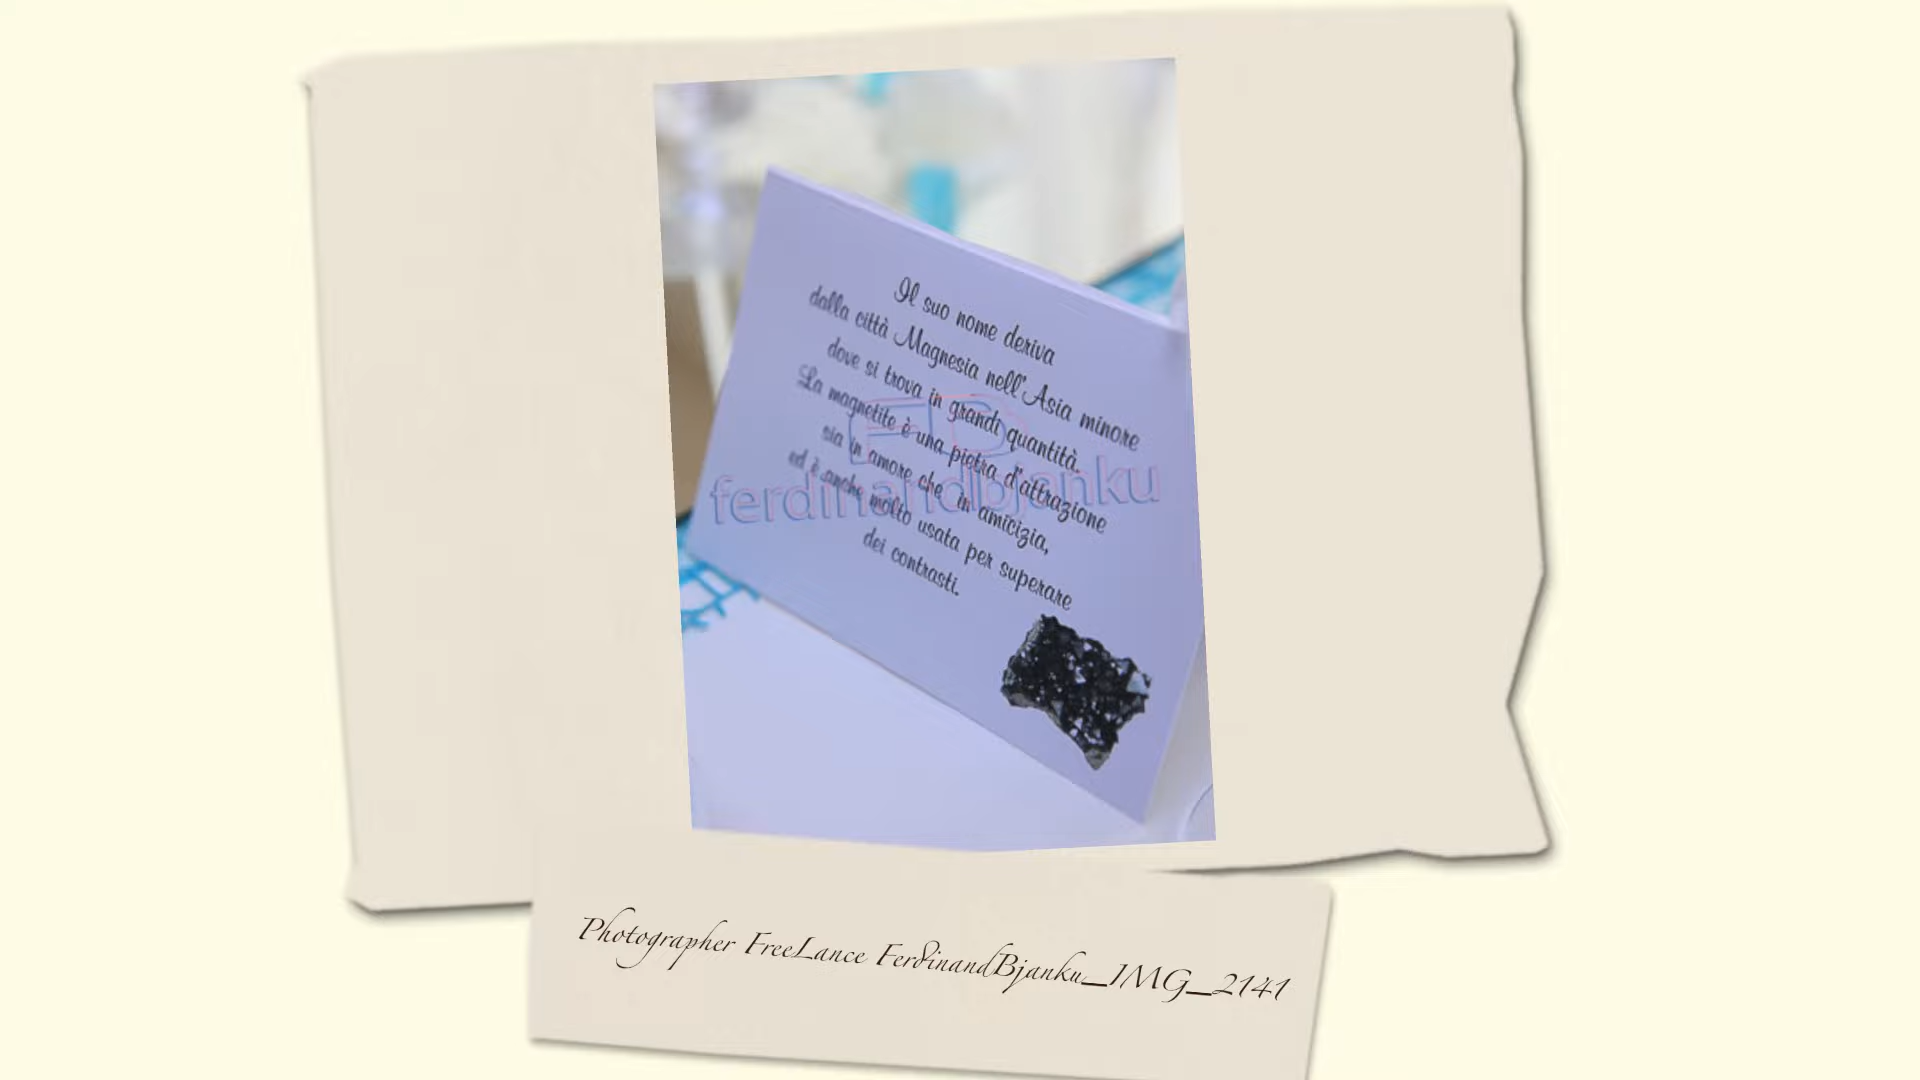 Il suo nome deriva
dalla città Magnesia nell'Asia minore
dove si trova in grandi quantità.
La magnetite è una pietra d'attrazione
sia in amore che in amicizia,
ed è anche molto usata per superare
dei contrasti.
FB
ferdinandbjanku
Photographer FreeLance FerdinandBjanku_IMG_2141